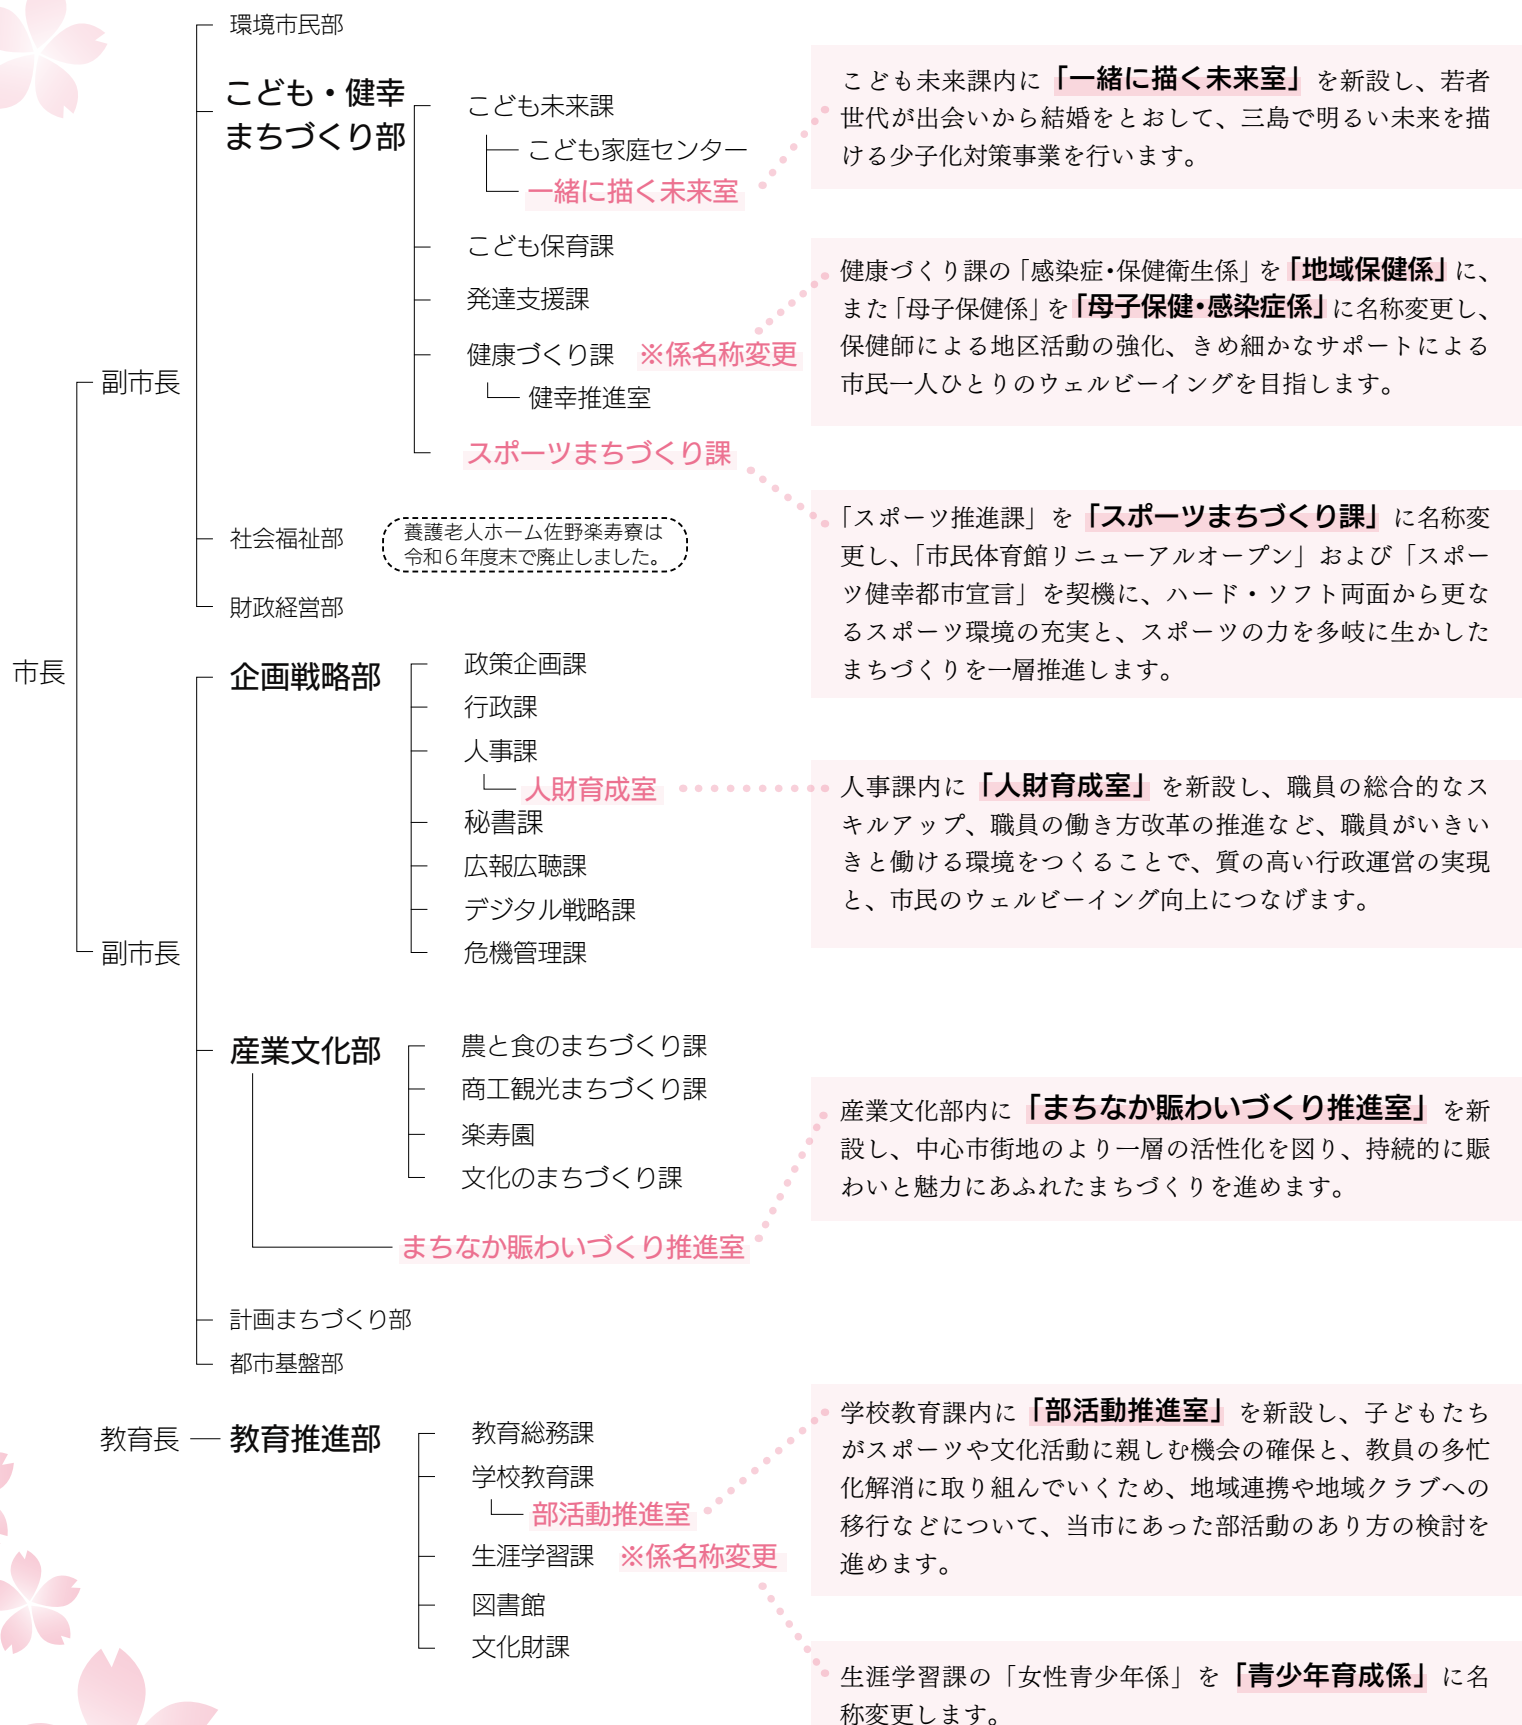 環境市民部
こども・健幸
まちづくり部
こども未来課
こども家庭センター
一緒に描く未来室
こども保育課
発達支援課
健康づくり課 ※係名称変更
健幸推進室
スポーツまちづくり課
副市長
社会福祉部
養護老人ホーム佐野楽寿寮は
令和6年度末で廃止しました。
財政経営部
市長
企画戦略部
政策企画課
行政課
人事課
人財育成室
秘書課
広報広聴課
デジタル戦略課
危機管理課
副市長
産業文化部
農と食のまちづくり課
商工観光まちづくり課
楽寿園
文化のまちづくり課
まちなか賑わいづくり推進室
計画まちづくり部
都市基盤部
教育長
教育推進部
教育総務課
学校教育課
部活動推進室
生涯学習課 ※係名称変更
図書館
文化財課
こども未来課内に「一緒に描く未来室」を新設し、若者
世代が出会いから結婚をとおして、三島で明るい未来を描
ける少子化対策事業を行います。
健康づくり課の「感染症・保健衛生係」を「地域保健係」に、
また「母子保健係」を「母子保健・感染症係」に名称変更し、
保健師による地区活動の強化、きめ細かなサポートによる
市民一人ひとりのウェルビーイングを目指します。
「スポーツ推進課」を「スポーツまちづくり課」に名称変
更し、「市民体育館リニューアルオープン」および「スポー
ツ健幸都市宣言」を契機に、ハード・ソフト両面から更な
るスポーツ環境の充実と、スポーツの力を多岐に生かした
まちづくりを一層推進します。
人事課内に「人財育成室」を新設し、職員の総合的なス
キルアップ、職員の働き方改革の推進など、職員がいきい
きと働ける環境をつくることで、質の高い行政運営の実現
と、市民のウェルビーイング向上につなげます。
産業文化部内に「まちなか賑わいづくり推進室」を新
設し、中心市街地のより一層の活性化を図り、持続的に賑
わいと魅力にあふれたまちづくりを進めます。
学校教育課内に「部活動推進室」を新設し、子どもたち
がスポーツや文化活動に親しむ機会の確保と、教員の多忙
化解消に取り組んでいくため、地域連携や地域クラブへの
移行などについて、当市にあった部活動のあり方の検討を
進めます。
生涯学習課の「女性青少年係」を「青少年育成係」に名
称変更します。